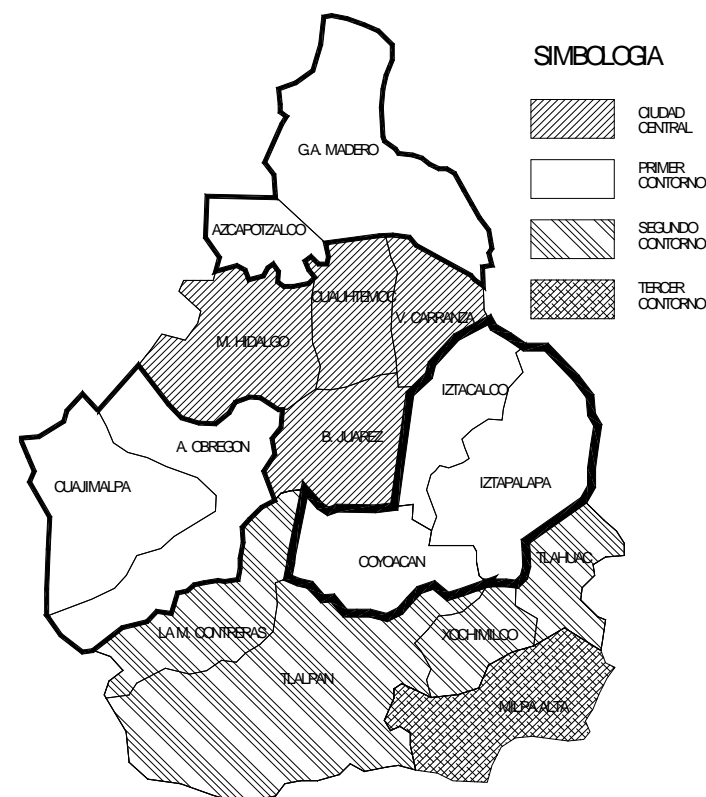 SIMBOLOGIA
CIUDAD
CENTRAL
PRIMER
CONTORNO
SEGUNDO
CONTORNO
TERCER
CONTORNO
G.A. MADERO
AZCAPOTZALCO
CUAUHTEMOC
V. CARRANZA
M. HIDALGO
IZTACALCO
B. JUAREZ
A. OBREGON
CUAJIMALPA
IZTAPALAPA
COYOACAN
TLAHUAC
LA M. CONTRERAS
XOCHIMILCO
TLALPAN
MILPA ALTA